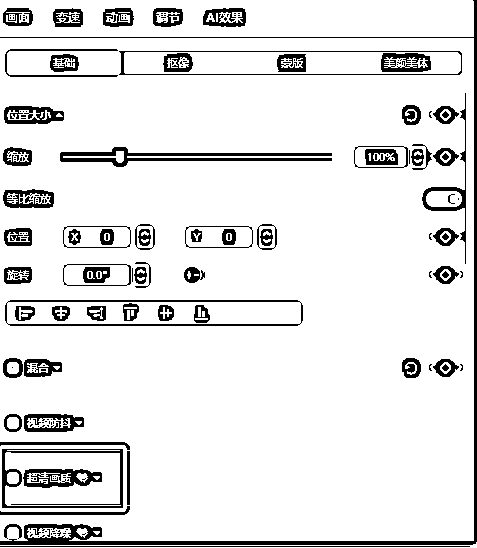 画面 变速 动画 调节 AI效果
基础 抠像 蒙版 美颜美体
位置大小
缩放 100%
等比缩放
位置 X 0 Y 0
旋转 0.0°
混合
视频防抖
超清画质
视频降噪